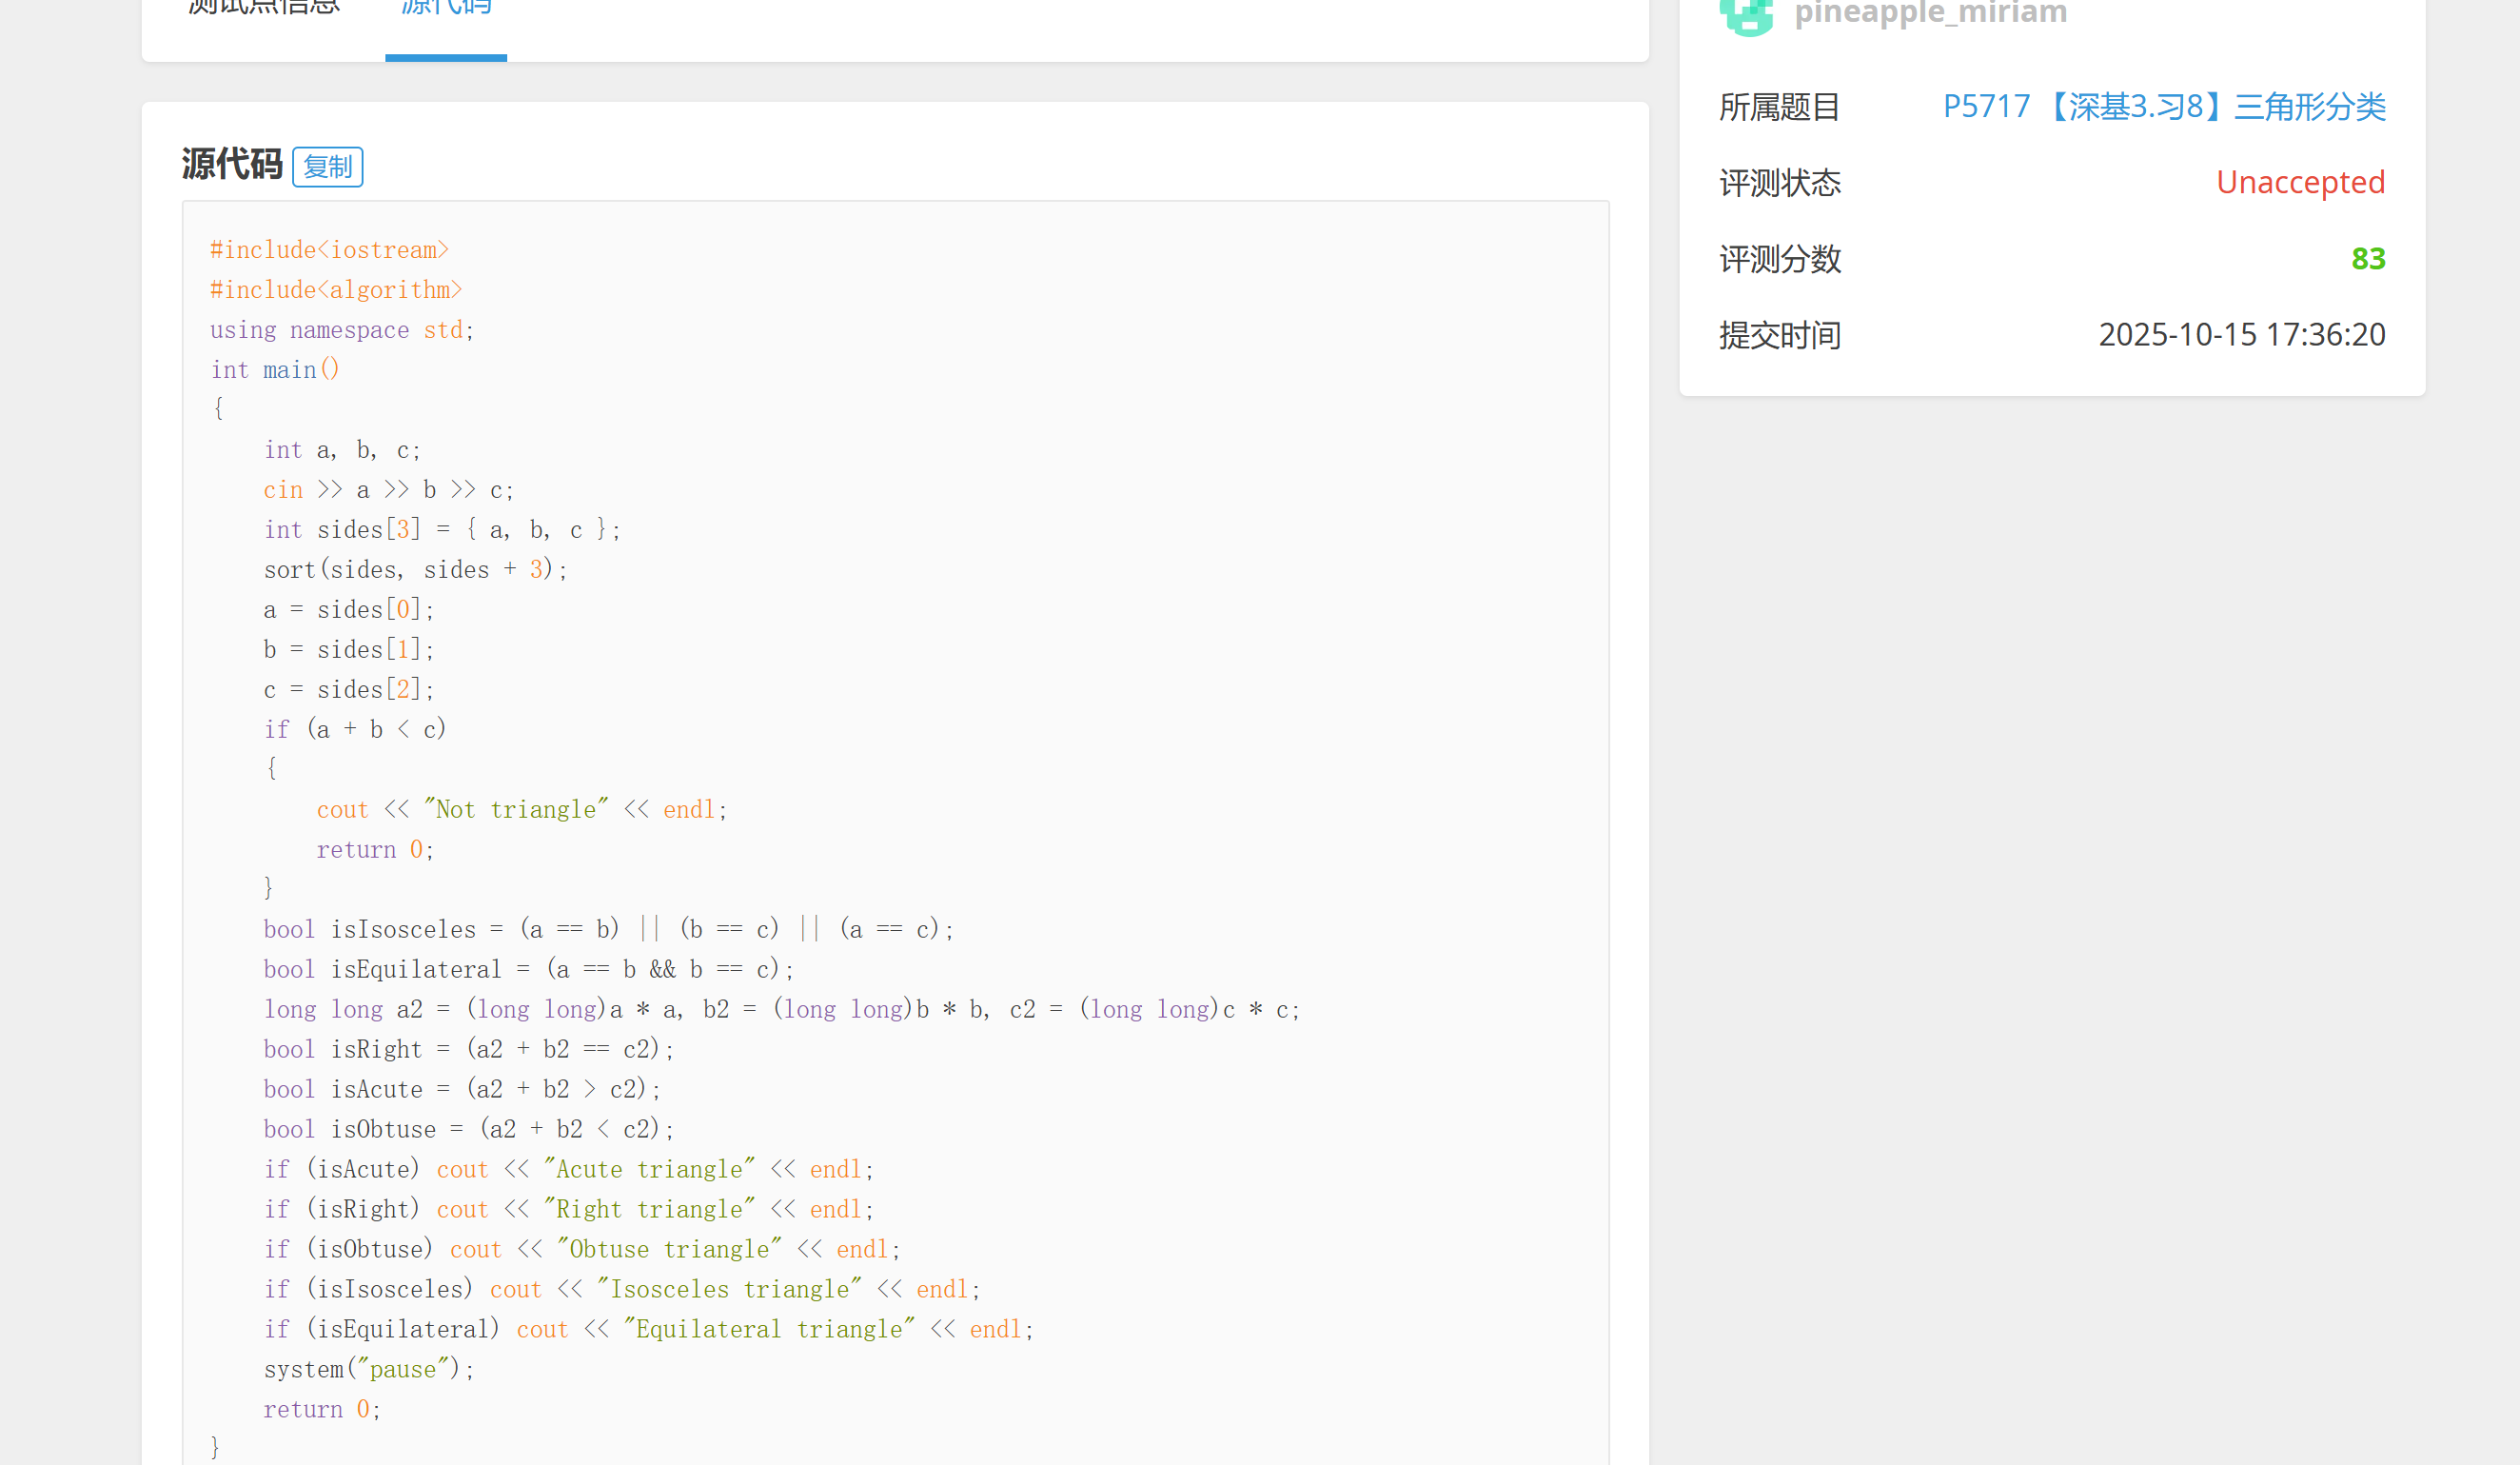 测试点信息 源代码
源代码 复制
#include<iostream>
#include<algorithm>
using namespace std;
int main()
{
    int a, b, c;
    cin >> a >> b >> c;
    int sides[3] = { a, b, c };
    sort(sides, sides + 3);
    a = sides[0];
    b = sides[1];
    c = sides[2];
    if (a + b < c)
    {
        cout << "Not triangle" << endl;
        return 0;
    }
    bool isIsosceles = (a == b) || (b == c) || (a == c);
    bool isEquilateral = (a == b && b == c);
    long long a2 = (long long)a * a, b2 = (long long)b * b, c2 = (long long)c * c;
    bool isRight = (a2 + b2 == c2);
    bool isAcute = (a2 + b2 > c2);
    bool isObtuse = (a2 + b2 < c2);
    if (isAcute) cout << "Acute triangle" << endl;
    if (isRight) cout << "Right triangle" << endl;
    if (isObtuse) cout << "Obtuse triangle" << endl;
    if (isIsosceles) cout << "Isosceles triangle" << endl;
    if (isEquilateral) cout << "Equilateral triangle" << endl;
    system("pause");
    return 0;
}
pineapple_miriam
所属题目 P5717 【深基3.习8】三角形分类
评测状态 Unaccepted
评测分数 83
提交时间 2025-10-15 17:36:20